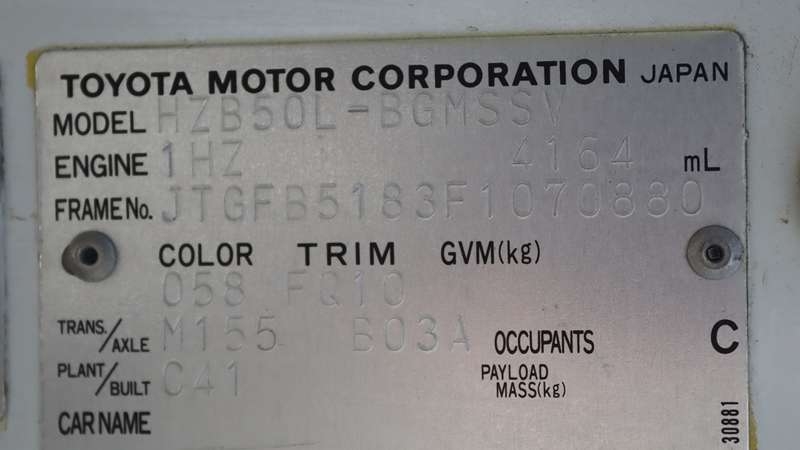 TOYOTA MOTOR CORPORATION JAPAN
MODEL HZB50L-BGMSSV
ENGINE 1HZ 4164 mL
FRAME No. JTGFB5183F1070880
COLOR TRIM GVM(kg)
058 FQ10
TRANS./AXLE M155 B03A OCCUPANTS C
PLANT/BUILT C41 PAYLOAD MASS(kg)
CAR NAME
30881